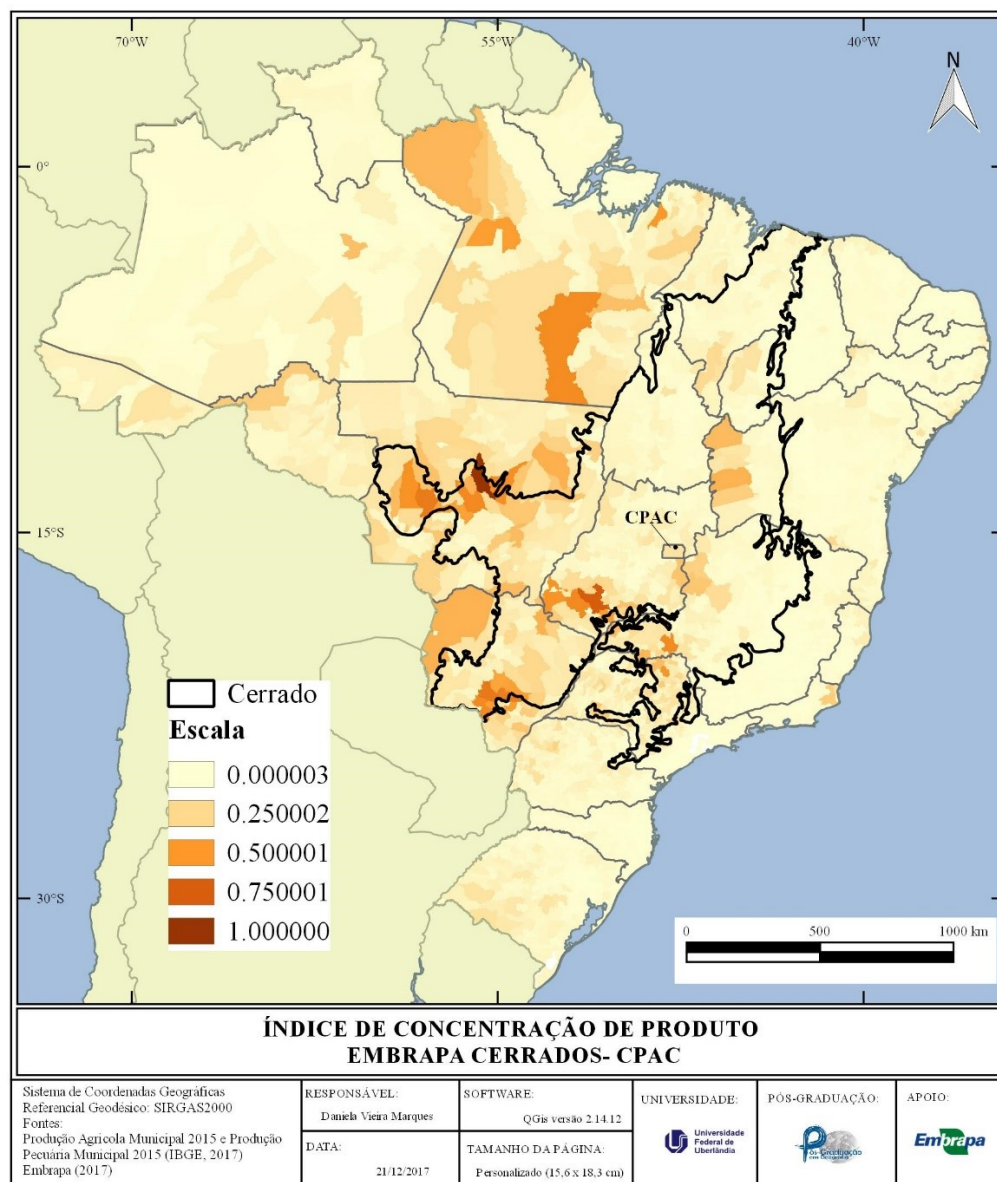 70°W 55°W 40°W
N
0°
15°S
CPAC
30°S
Cerrado
Escala
0.000003
0.250002
0.500001
0.750001
1.000000
0 500 1000 km
ÍNDICE DE CONCENTRAÇÃO DE PRODUTO
EMBRAPA CERRADOS- CPAC
Sistema de Coordenadas Geográficas
Referencial Geodésico: SIRGAS2000
Fontes:
Produção Agricola Municipal 2015 e Produção
Pecuária Municipal 2015 (IBGE, 2017)
Embrapa (2017)
RESPONSÁVEL:
Daniela Vieira Marques
DATA:
21/12/2017
SOFTWARE:
QGis versão 2.14.12
TAMANHO DA PÁGINA:
Personalizado (15,6 x 18,3 cm)
UNIVERSIDADE:
Universidade
Federal de
Uberlândia
PÓS-GRADUAÇÃO:
Pós-Graduação
APOIO:
Embrapa